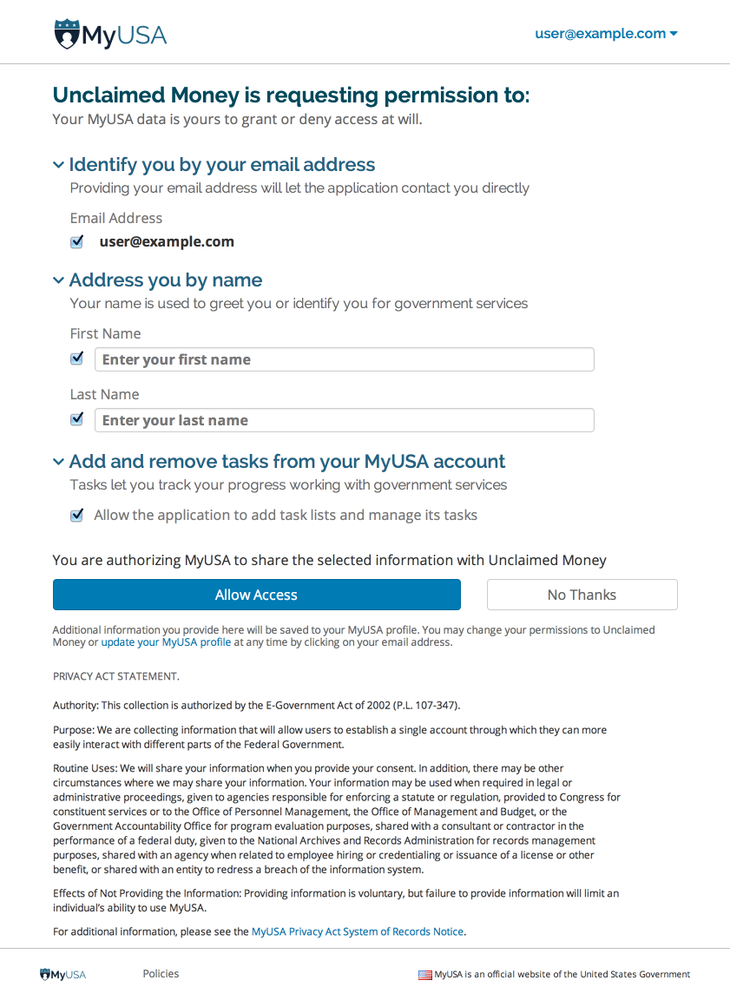 MyUSA
user@example.com
Unclaimed Money is requesting permission to:
Your MyUSA data is yours to grant or deny access at will.
Identify you by your email address
Providing your email address will let the application contact you directly
Email Address
user@example.com
Address you by name
Your name is used to greet you or identify you for government services
First Name
Enter your first name
Last Name
Enter your last name
Add and remove tasks from your MyUSA account
Tasks let you track your progress working with government services
Allow the application to add task lists and manage its tasks
You are authorizing MyUSA to share the selected information with Unclaimed Money
Allow Access
No Thanks
Additional information you provide here will be saved to your MyUSA profile. You may change your permissions to Unclaimed
Money or update your MyUSA profile at any time by clicking on your email address.
PRIVACY ACT STATEMENT.
Authority: This collection is authorized by the E-Government Act of 2002 (P.L. 107-347).
Purpose: We are collecting information that will allow users to establish a single account through which they can more
easily interact with different parts of the Federal Government.
Routine Uses: We will share your information when you provide your consent. In addition, there may be other
circumstances where we may share your information. Your information may be used when required in legal or
administrative proceedings, given to agencies responsible for enforcing a statute or regulation, provided to Congress for
constituent services or to the Office of Personnel Management, the Office of Management and Budget, or the
Government Accountability Office for program evaluation purposes, shared with a consultant or contractor in the
performance of a federal duty, given to the National Archives and Records Administration for records management
purposes, shared with an agency when related to employee hiring or credentialing or issuance of a license or other
benefit, or shared with an entity to redress a breach of the information system.
Effects of Not Providing the Information: Providing information is voluntary, but failure to provide information will limit an
individual’s ability to use MyUSA.
For additional information, please see the MyUSA Privacy Act System of Records Notice.
MyUSA
Policies
MyUSA is an official website of the United States Government